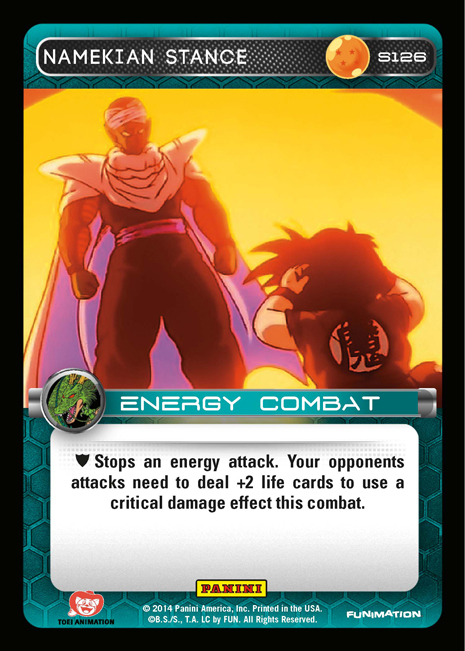 NAMEKIAN STANCE
S126
魔
ENERGY COMBAT
Stops an energy attack. Your opponents
attacks need to deal +2 life cards to use a
critical damage effect this combat.
PANINI
TOEI ANIMATION
© 2014 Panini America, Inc. Printed in the USA.
©B.S./S., T.A. LC by FUN. All Rights Reserved.
FUNIMATION